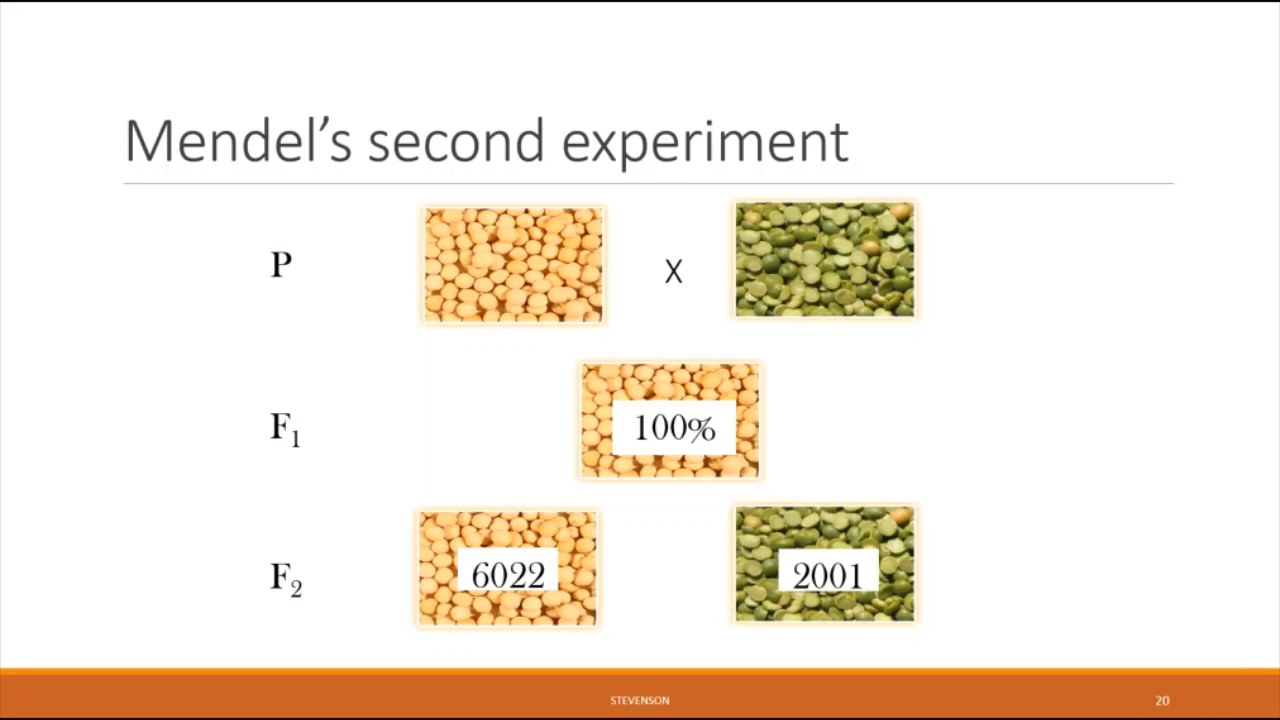 Mendel’s second experiment
P
X
F₁
100%
F₂
6022
2001
STEVENSON
20